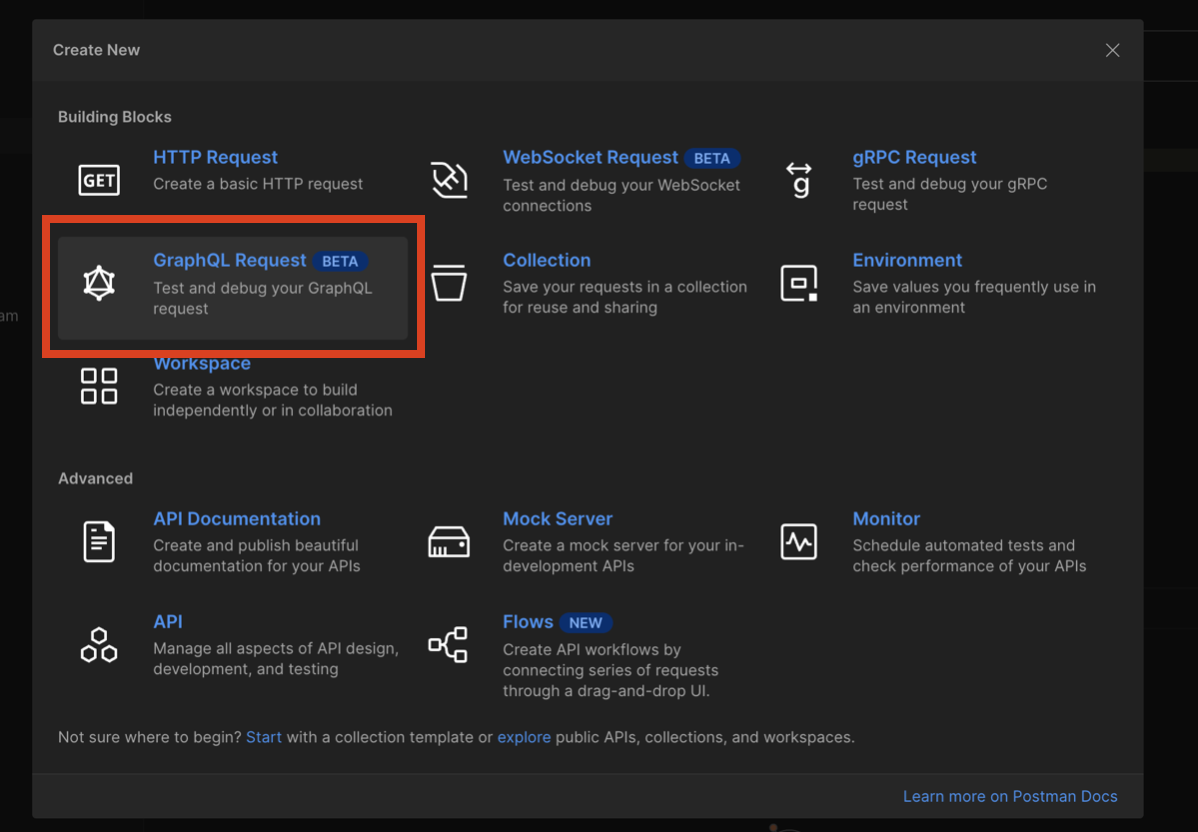 Create New
Building Blocks
GET
HTTP Request
Create a basic HTTP request
WebSocket Request BETA
Test and debug your WebSocket
connections
g
gRPC Request
Test and debug your gRPC
request
GraphQL Request BETA
Test and debug your GraphQL
request
Collection
Save your requests in a collection
for reuse and sharing
Environment
Save values you frequently use in
an environment
am
Workspace
Create a workspace to build
independently or in collaboration
Advanced
API Documentation
Create and publish beautiful
documentation for your APIs
Mock Server
Create a mock server for your in-
development APIs
Monitor
Schedule automated tests and
check performance of your APIs
API
Manage all aspects of API design,
development, and testing
Flows NEW
Create API workflows by
connecting series of requests
through a drag-and-drop UI.
Not sure where to begin? Start with a collection template or explore public APIs, collections, and workspaces.
Learn more on Postman Docs